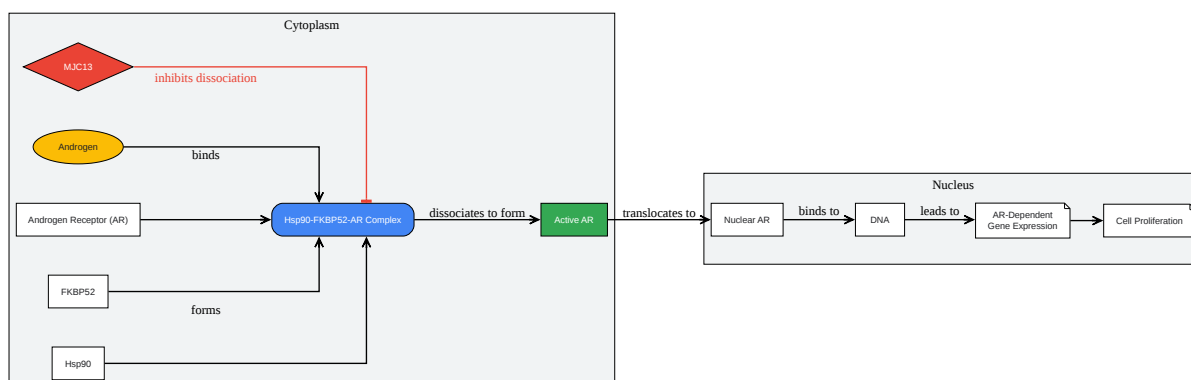 Cytoplasm
MJC13
inhibits dissociation
Androgen
binds
Androgen Receptor (AR)
Hsp90-FKBP52-AR Complex
dissociates to form
Active AR
translocates to
FKBP52
forms
Hsp90
Nucleus
Nuclear AR
binds to
DNA
leads to
AR-Dependent
Gene Expression
Cell Proliferation